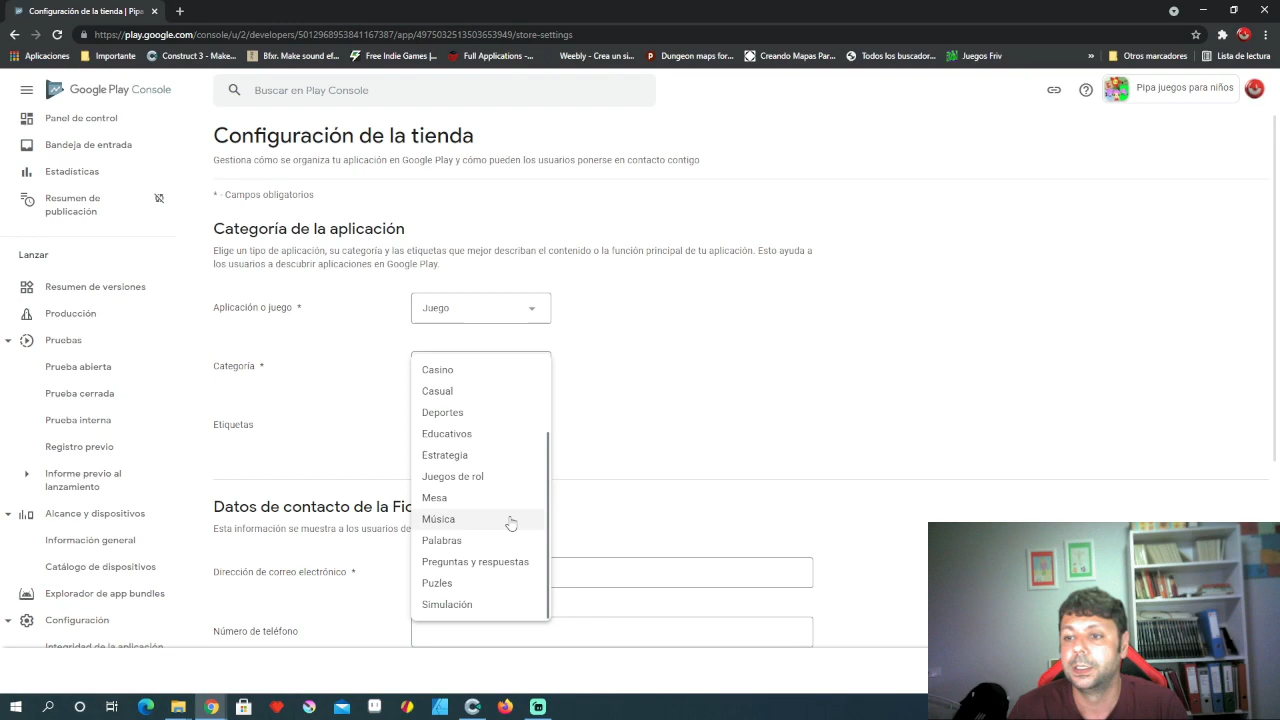 Configuración de la tienda | Pipa
https://play.google.com/console/u/2/developers/5012968953841167387/app/4975032513503653949/store-settings
Aplicaciones
Importante
Construct 3 - Make...
Bfxr. Make sound ef...
Free Indie Games |...
Full Applications -...
Weebly - Crea un si...
Dungeon maps for...
Creando Mapas Par...
Todos los buscador...
Juegos Friv
»
Otros marcadores
Lista de lectura
Google Play Console
Buscar en Play Console
Pipa juegos para niños
Panel de control
Bandeja de entrada
Estadísticas
Resumen de
publicación
Lanzar
Resumen de versiones
Producción
Pruebas
Prueba abierta
Prueba cerrada
Prueba interna
Registro previo
Informe previo al
lanzamiento
Alcance y dispositivos
Información general
Catálogo de dispositivos
Explorador de app bundles
Configuración
Integridad de la aplicación
Configuración de la tienda
Gestiona cómo se organiza tu aplicación en Google Play y cómo pueden los usuarios ponerse en contacto contigo
* - Campos obligatorios
Categoría de la aplicación
Elige un tipo de aplicación, su categoría y las etiquetas que mejor describan el contenido o la función principal de tu aplicación. Esto ayuda a
los usuarios a descubrir aplicaciones en Google Play.
Aplicación o juego *
Juego
Categoría *
Casino
Casual
Deportes
Educativos
Estrategia
Juegos de rol
Mesa
Música
Palabras
Preguntas y respuestas
Puzles
Simulación
Etiquetas
Datos de contacto de la Fic
Esta información se muestra a los usuarios de
Dirección de correo electrónico *
Número de teléfono